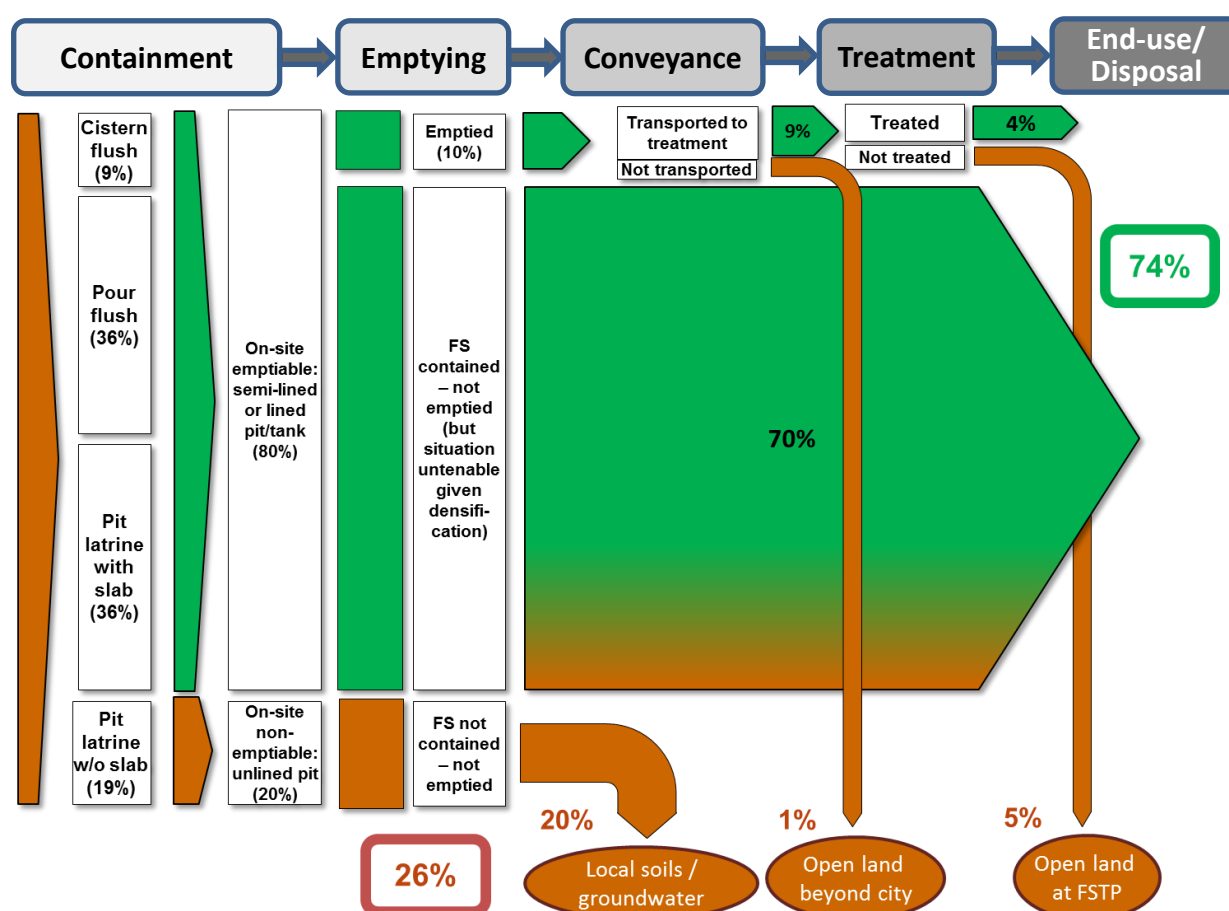 Containment
Emptying
Conveyance
Treatment
End-use/
Disposal
Cistern
flush
(9%)
Pour
flush
(36%)
Pit
latrine
with
slab
(36%)
Pit
latrine
w/o slab
(19%)
On-site
emptiable:
semi-lined
or lined
pit/tank
(80%)
On-site
non-
emptiable:
unlined pit
(20%)
Emptied
(10%)
FS
contained
– not
emptied
(but
situation
untenable
given
densifi-
cation)
FS not
contained
– not
emptied
Transported to
treatment
Not transported
9%
Treated
Not treated
4%
74%
70%
20%
1%
5%
26%
Local soils /
groundwater
Open land
beyond city
Open land
at FSTP